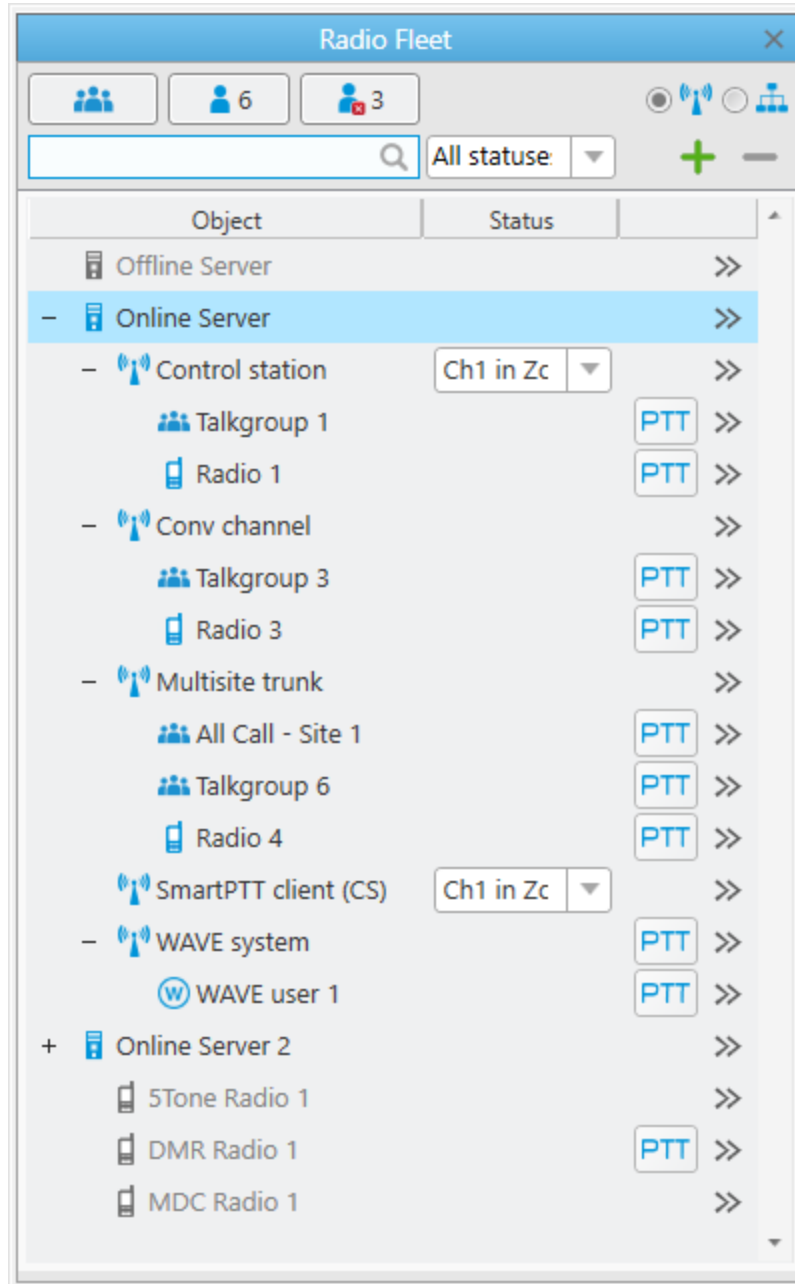 Radio Fleet
6 3
All statuse
Object Status
Offline Server
Online Server
Control station Ch1 in Zc
Talkgroup 1 PTT
Radio 1 PTT
Conv channel
Talkgroup 3 PTT
Radio 3 PTT
Multisite trunk
All Call - Site 1 PTT
Talkgroup 6 PTT
Radio 4 PTT
SmartPTT client (CS) Ch1 in Zc
WAVE system PTT
W WAVE user 1 PTT
Online Server 2
5Tone Radio 1
DMR Radio 1 PTT
MDC Radio 1